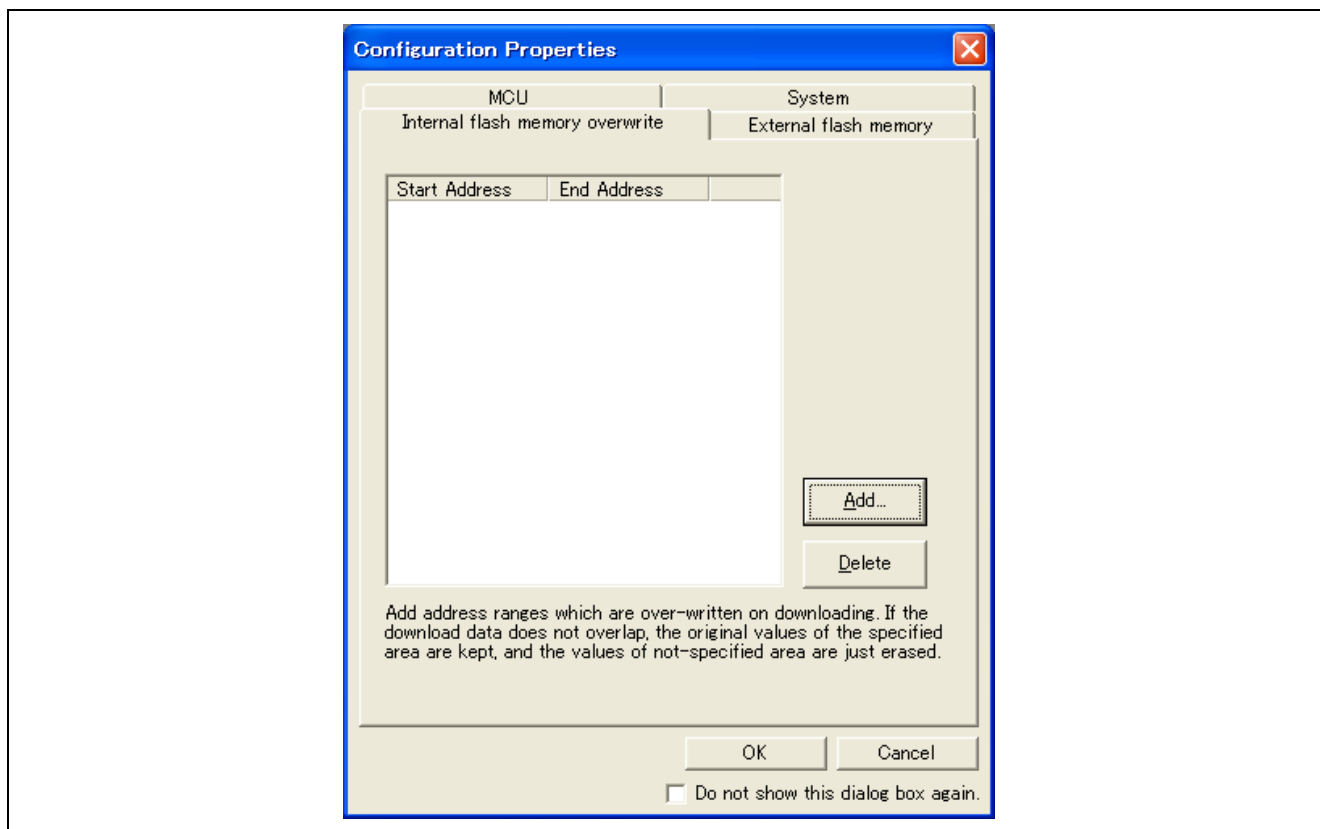 Configuration Properties
MCU
System
Internal flash memory overwrite
External flash memory
Start Address
End Address
Add...
Delete
Add address ranges which are over-written on downloading. If the
download data does not overlap, the original values of the specified
area are kept, and the values of not-specified area are just erased.
OK
Cancel
Do not show this dialog box again.